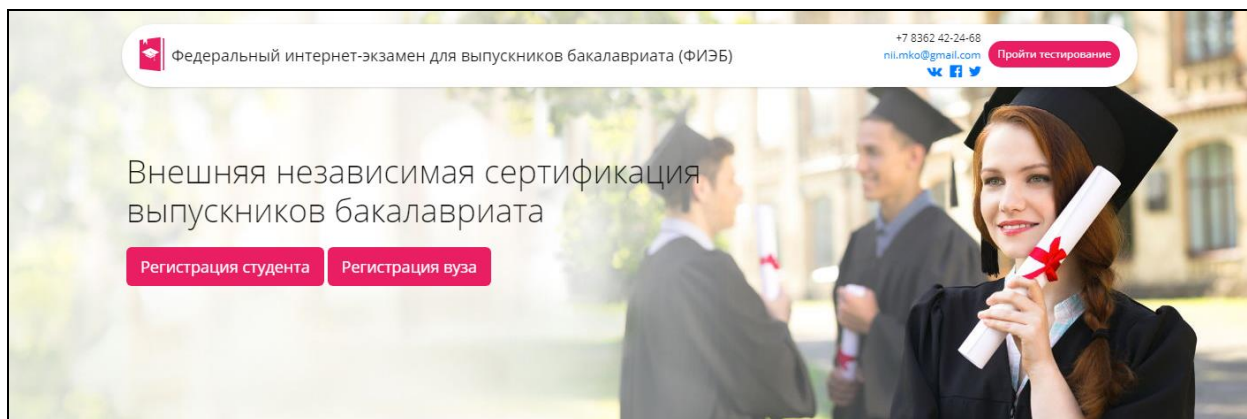 Федеральный интернет-экзамен для выпускников бакалавриата (ФИЭБ)
+7 8362 42-24-68
nii.mko@gmail.com
Пройти тестирование
Внешняя независимая сертификация
выпускников бакалавриата
Регистрация студента
Регистрация вуза